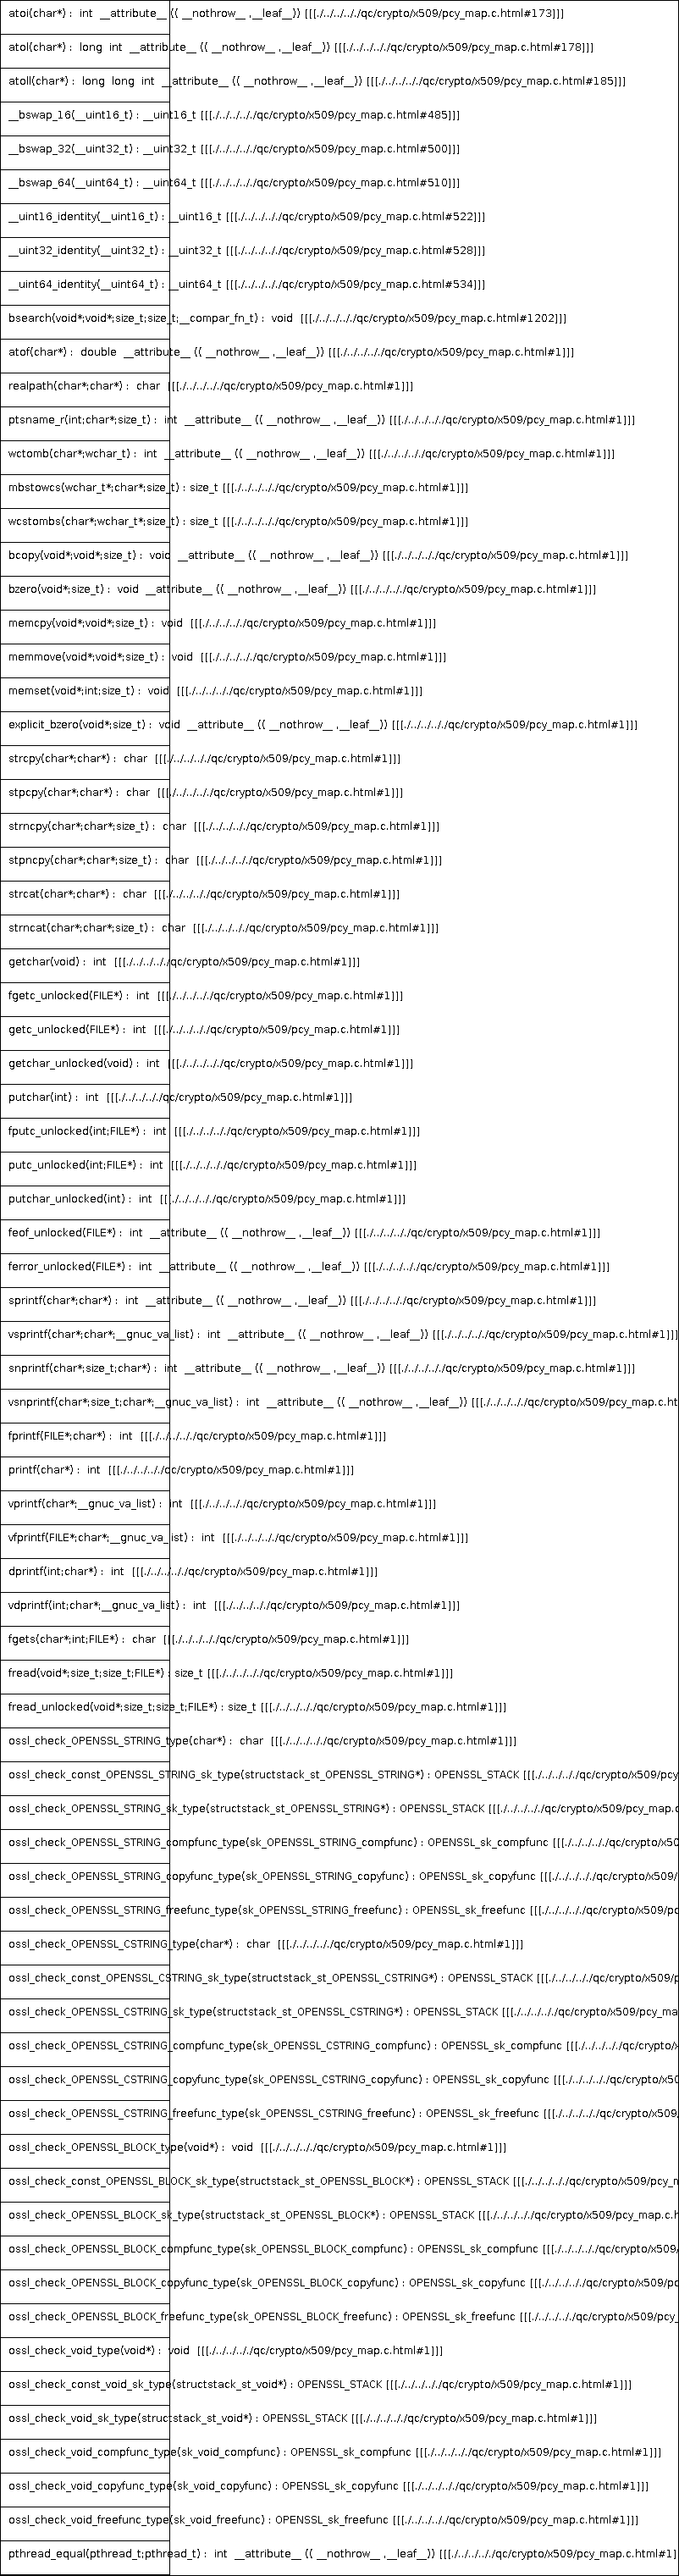 atoi(char*) :  int  __attribute__ (( __nothrow__ ,__leaf__)) [[[./../../../qc/crypto/x509/pcy_map.c.html#173]]]
atol(char*) :  long  int  __attribute__ (( __nothrow__ ,__leaf__)) [[[./../../../qc/crypto/x509/pcy_map.c.html#178]]]
atoll(char*) :  long  long  int  __attribute__ (( __nothrow__ ,__leaf__)) [[[./../../../qc/crypto/x509/pcy_map.c.html#185]]]
__bswap_16(__uint16_t) : __uint16_t [[[./../../../qc/crypto/x509/pcy_map.c.html#485]]]
__bswap_32(__uint32_t) : __uint32_t [[[./../../../qc/crypto/x509/pcy_map.c.html#500]]]
__bswap_64(__uint64_t) : __uint64_t [[[./../../../qc/crypto/x509/pcy_map.c.html#510]]]
__uint16_identity(__uint16_t) : __uint16_t [[[./../../../qc/crypto/x509/pcy_map.c.html#522]]]
__uint32_identity(__uint32_t) : __uint32_t [[[./../../../qc/crypto/x509/pcy_map.c.html#528]]]
__uint64_identity(__uint64_t) : __uint64_t [[[./../../../qc/crypto/x509/pcy_map.c.html#534]]]
bsearch(void*;void*;size_t;size_t;__compar_fn_t) :  void  [[[./../../../qc/crypto/x509/pcy_map.c.html#1202]]]
atof(char*) :  double  __attribute__ (( __nothrow__ ,__leaf__)) [[[./../../../qc/crypto/x509/pcy_map.c.html#1]]]
realpath(char*;char*) :  char  [[[./../../../qc/crypto/x509/pcy_map.c.html#1]]]
ptsname_r(int;char*;size_t) :  int  __attribute__ (( __nothrow__ ,__leaf__)) [[[./../../../qc/crypto/x509/pcy_map.c.html#1]]]
wctomb(char*;wchar_t) :  int  __attribute__ (( __nothrow__ ,__leaf__)) [[[./../../../qc/crypto/x509/pcy_map.c.html#1]]]
mbstowcs(wchar_t*;char*;size_t) : size_t [[[./../../../qc/crypto/x509/pcy_map.c.html#1]]]
wcstombs(char*;wchar_t*;size_t) : size_t [[[./../../../qc/crypto/x509/pcy_map.c.html#1]]]
bcopy(void*;void*;size_t) :  void  __attribute__ (( __nothrow__ ,__leaf__)) [[[./../../../qc/crypto/x509/pcy_map.c.html#1]]]
bzero(void*;size_t) :  void  __attribute__ (( __nothrow__ ,__leaf__)) [[[./../../../qc/crypto/x509/pcy_map.c.html#1]]]
memcpy(void*;void*;size_t) :  void  [[[./../../../qc/crypto/x509/pcy_map.c.html#1]]]
memmove(void*;void*;size_t) :  void  [[[./../../../qc/crypto/x509/pcy_map.c.html#1]]]
memset(void*;int;size_t) :  void  [[[./../../../qc/crypto/x509/pcy_map.c.html#1]]]
explicit_bzero(void*;size_t) :  void  __attribute__ (( __nothrow__ ,__leaf__)) [[[./../../../qc/crypto/x509/pcy_map.c.html#1]]]
strcpy(char*;char*) :  char  [[[./../../../qc/crypto/x509/pcy_map.c.html#1]]]
stpcpy(char*;char*) :  char  [[[./../../../qc/crypto/x509/pcy_map.c.html#1]]]
strncpy(char*;char*;size_t) :  char  [[[./../../../qc/crypto/x509/pcy_map.c.html#1]]]
stpncpy(char*;char*;size_t) :  char  [[[./../../../qc/crypto/x509/pcy_map.c.html#1]]]
strcat(char*;char*) :  char  [[[./../../../qc/crypto/x509/pcy_map.c.html#1]]]
strncat(char*;char*;size_t) :  char  [[[./../../../qc/crypto/x509/pcy_map.c.html#1]]]
getchar(void) :  int  [[[./../../../qc/crypto/x509/pcy_map.c.html#1]]]
fgetc_unlocked(FILE*) :  int  [[[./../../../qc/crypto/x509/pcy_map.c.html#1]]]
getc_unlocked(FILE*) :  int  [[[./../../../qc/crypto/x509/pcy_map.c.html#1]]]
getchar_unlocked(void) :  int  [[[./../../../qc/crypto/x509/pcy_map.c.html#1]]]
putchar(int) :  int  [[[./../../../qc/crypto/x509/pcy_map.c.html#1]]]
fputc_unlocked(int;FILE*) :  int  [[[./../../../qc/crypto/x509/pcy_map.c.html#1]]]
putc_unlocked(int;FILE*) :  int  [[[./../../../qc/crypto/x509/pcy_map.c.html#1]]]
putchar_unlocked(int) :  int  [[[./../../../qc/crypto/x509/pcy_map.c.html#1]]]
feof_unlocked(FILE*) :  int  __attribute__ (( __nothrow__ ,__leaf__)) [[[./../../../qc/crypto/x509/pcy_map.c.html#1]]]
ferror_unlocked(FILE*) :  int  __attribute__ (( __nothrow__ ,__leaf__)) [[[./../../../qc/crypto/x509/pcy_map.c.html#1]]]
sprintf(char*;char*) :  int  __attribute__ (( __nothrow__ ,__leaf__)) [[[./../../../qc/crypto/x509/pcy_map.c.html#1]]]
vsprintf(char*;char*;__gnuc_va_list) :  int  __attribute__ (( __nothrow__ ,__leaf__)) [[[./../../../qc/crypto/x509/pcy_map.c.html#1]]]
snprintf(char*;size_t;char*) :  int  __attribute__ (( __nothrow__ ,__leaf__)) [[[./../../../qc/crypto/x509/pcy_map.c.html#1]]]
vsnprintf(char*;size_t;char*;__gnuc_va_list) :  int  __attribute__ (( __nothrow__ ,__leaf__)) [[[./../../../qc/crypto/x509/pcy_map.c.ht
fprintf(FILE*;char*) :  int  [[[./../../../qc/crypto/x509/pcy_map.c.html#1]]]
printf(char*) :  int  [[[./../../../qc/crypto/x509/pcy_map.c.html#1]]]
vprintf(char*;__gnuc_va_list) :  int  [[[./../../../qc/crypto/x509/pcy_map.c.html#1]]]
vfprintf(FILE*;char*;__gnuc_va_list) :  int  [[[./../../../qc/crypto/x509/pcy_map.c.html#1]]]
dprintf(int;char*) :  int  [[[./../../../qc/crypto/x509/pcy_map.c.html#1]]]
vdprintf(int;char*;__gnuc_va_list) :  int  [[[./../../../qc/crypto/x509/pcy_map.c.html#1]]]
fgets(char*;int;FILE*) :  char  [[[./../../../qc/crypto/x509/pcy_map.c.html#1]]]
fread(void*;size_t;size_t;FILE*) : size_t [[[./../../../qc/crypto/x509/pcy_map.c.html#1]]]
fread_unlocked(void*;size_t;size_t;FILE*) : size_t [[[./../../../qc/crypto/x509/pcy_map.c.html#1]]]
ossl_check_OPENSSL_STRING_type(char*) :  char  [[[./../../../qc/crypto/x509/pcy_map.c.html#1]]]
ossl_check_const_OPENSSL_STRING_sk_type(structstack_st_OPENSSL_STRING*) : OPENSSL_STACK [[[./../../../qc/crypto/x509/pcy
ossl_check_OPENSSL_STRING_sk_type(structstack_st_OPENSSL_STRING*) : OPENSSL_STACK [[[./../../../qc/crypto/x509/pcy_map.c
ossl_check_OPENSSL_STRING_compfunc_type(sk_OPENSSL_STRING_compfunc) : OPENSSL_sk_compfunc [[[./../../../qc/crypto/x50
ossl_check_OPENSSL_STRING_copyfunc_type(sk_OPENSSL_STRING_copyfunc) : OPENSSL_sk_copyfunc [[[./../../../qc/crypto/x509/
ossl_check_OPENSSL_STRING_freefunc_type(sk_OPENSSL_STRING_freefunc) : OPENSSL_sk_freefunc [[[./../../../qc/crypto/x509/pc
ossl_check_OPENSSL_CSTRING_type(char*) :  char  [[[./../../../qc/crypto/x509/pcy_map.c.html#1]]]
ossl_check_const_OPENSSL_CSTRING_sk_type(structstack_st_OPENSSL_CSTRING*) : OPENSSL_STACK [[[./../../../qc/crypto/x509/p
ossl_check_OPENSSL_CSTRING_sk_type(structstack_st_OPENSSL_CSTRING*) : OPENSSL_STACK [[[./../../../qc/crypto/x509/pcy_ma
ossl_check_OPENSSL_CSTRING_compfunc_type(sk_OPENSSL_CSTRING_compfunc) : OPENSSL_sk_compfunc [[[./../../../qc/crypto/x
ossl_check_OPENSSL_CSTRING_copyfunc_type(sk_OPENSSL_CSTRING_copyfunc) : OPENSSL_sk_copyfunc [[[./../../../qc/crypto/x50
ossl_check_OPENSSL_CSTRING_freefunc_type(sk_OPENSSL_CSTRING_freefunc) : OPENSSL_sk_freefunc [[[./../../../qc/crypto/x509,
ossl_check_OPENSSL_BLOCK_type(void*) :  void  [[[./../../../qc/crypto/x509/pcy_map.c.html#1]]]
ossl_check_const_OPENSSL_BLOCK_sk_type(structstack_st_OPENSSL_BLOCK*) : OPENSSL_STACK [[[./../../../qc/crypto/x509/pcy_n
ossl_check_OPENSSL_BLOCK_sk_type(structstack_st_OPENSSL_BLOCK*) : OPENSSL_STACK [[[./../../../qc/crypto/x509/pcy_map.c.h
ossl_check_OPENSSL_BLOCK_compfunc_type(sk_OPENSSL_BLOCK_compfunc) : OPENSSL_sk_compfunc [[[./../../../qc/crypto/x509/
ossl_check_OPENSSL_BLOCK_copyfunc_type(sk_OPENSSL_BLOCK_copyfunc) : OPENSSL_sk_copyfunc [[[./../../../qc/crypto/x509/pc
ossl_check_OPENSSL_BLOCK_freefunc_type(sk_OPENSSL_BLOCK_freefunc) : OPENSSL_sk_freefunc [[[./../../../qc/crypto/x509/pcy_
ossl_check_void_type(void*) :  void  [[[./../../../qc/crypto/x509/pcy_map.c.html#1]]]
ossl_check_const_void_sk_type(structstack_st_void*) : OPENSSL_STACK [[[./../../../qc/crypto/x509/pcy_map.c.html#1]]]
ossl_check_void_sk_type(structstack_st_void*) : OPENSSL_STACK [[[./../../../qc/crypto/x509/pcy_map.c.html#1]]]
ossl_check_void_compfunc_type(sk_void_compfunc) : OPENSSL_sk_compfunc [[[./../../../qc/crypto/x509/pcy_map.c.html#1]]]
ossl_check_void_copyfunc_type(sk_void_copyfunc) : OPENSSL_sk_copyfunc [[[./../../../qc/crypto/x509/pcy_map.c.html#1]]]
ossl_check_void_freefunc_type(sk_void_freefunc) : OPENSSL_sk_freefunc [[[./../../../qc/crypto/x509/pcy_map.c.html#1]]]
pthread_equal(pthread_t;pthread_t) :  int  __attribute__ (( __nothrow__ ,__leaf__)) [[[./../../../qc/crypto/x509/pcy_map.c.html#1]